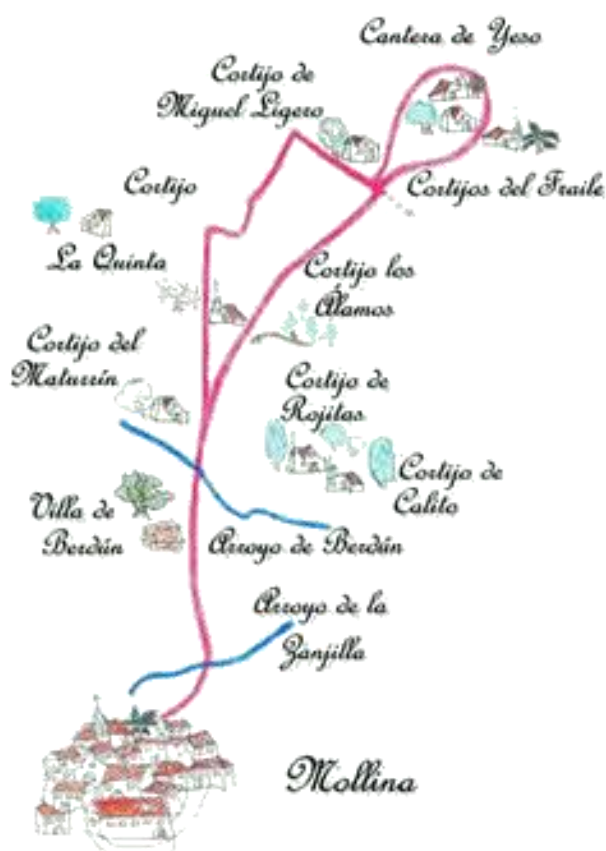 Cantera de Yeso
Cortijo de
Miguel Ligero
Cortijo
Cortijos del Fraile
La Quinta
Cortijo los
Álamos
Cortijo del
Maturrín
Cortijo de
Rojitas
Cortijo de
Calito
Villa de
Berdún
Arroyo de Berdún
Arroyo de la
Zanjilla
Mollina